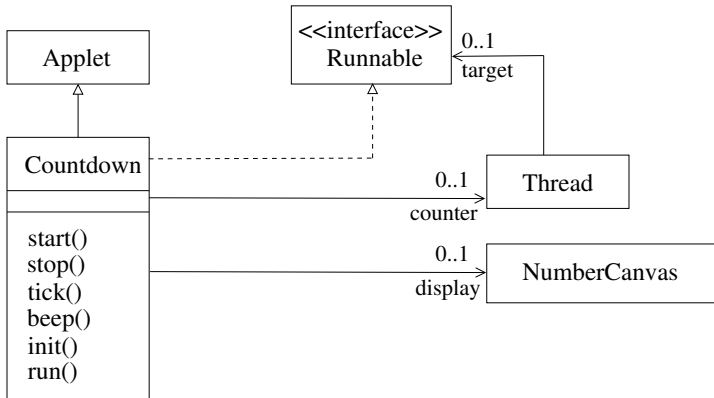 Applet
<<interface>>
Runnable
0..1
target
Countdown
start()
stop()
tick()
beep()
init()
run()
0..1
counter
Thread
0..1
display
NumberCanvas